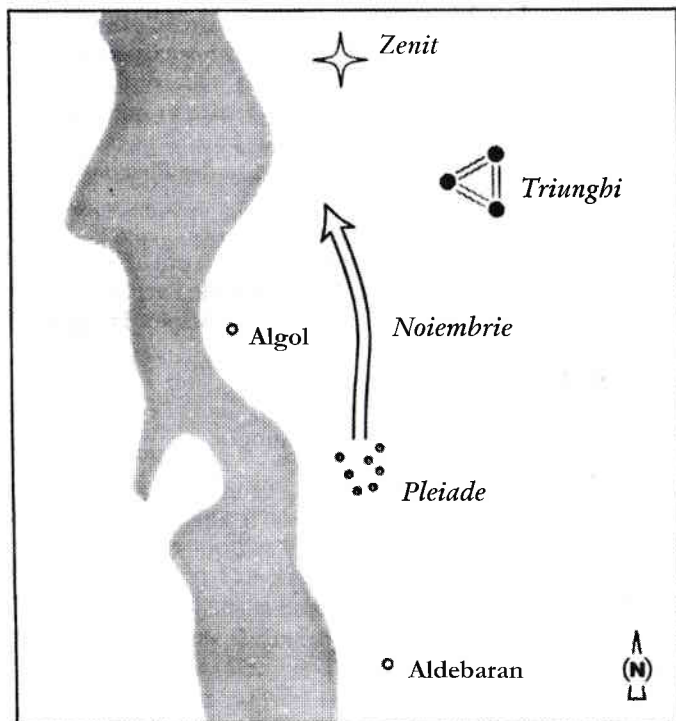 Zenit
Triunghi
Noiembrie
Algol
Pleiade
Aldebaran
(N)